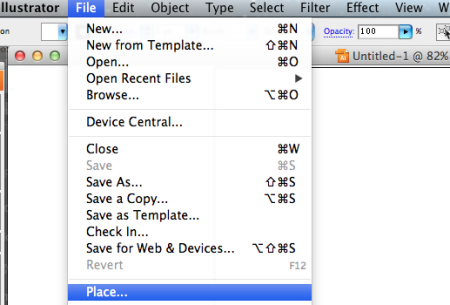 llustrator File Edit Object Type Select Filter Effect View W
on Opacity: 100 %
Untitled-1 @ 82%
New... ⌘N
New from Template... ⇧⌘N
Open... ⌘O
Open Recent Files ▶
Browse... ⌥⌘O
Device Central...
Close ⌘W
Save ⌘S
Save As... ⇧⌘S
Save a Copy... ⌥⌘S
Save as Template...
Check In...
Save for Web & Devices... ⌥⇧⌘S
Revert F12
Place...